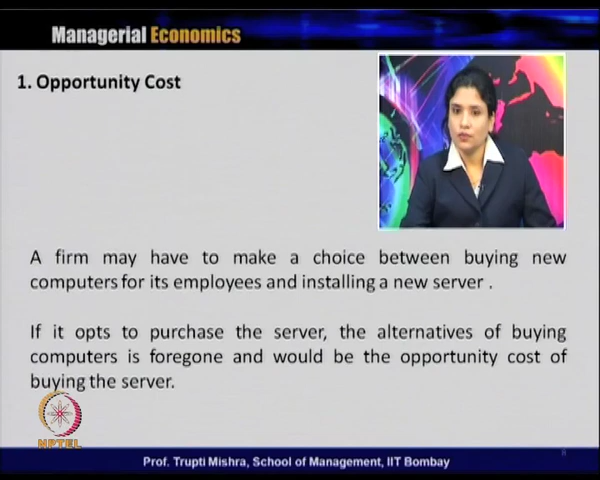 Managerial Economics
1. Opportunity Cost
A firm may have to make a choice between buying new
computers for its employees and installing a new server .
If it opts to purchase the server, the alternatives of buying
computers is foregone and would be the opportunity cost of
buying the server.
NPTEL
Prof. Trupti Mishra, School of Management, IIT Bombay